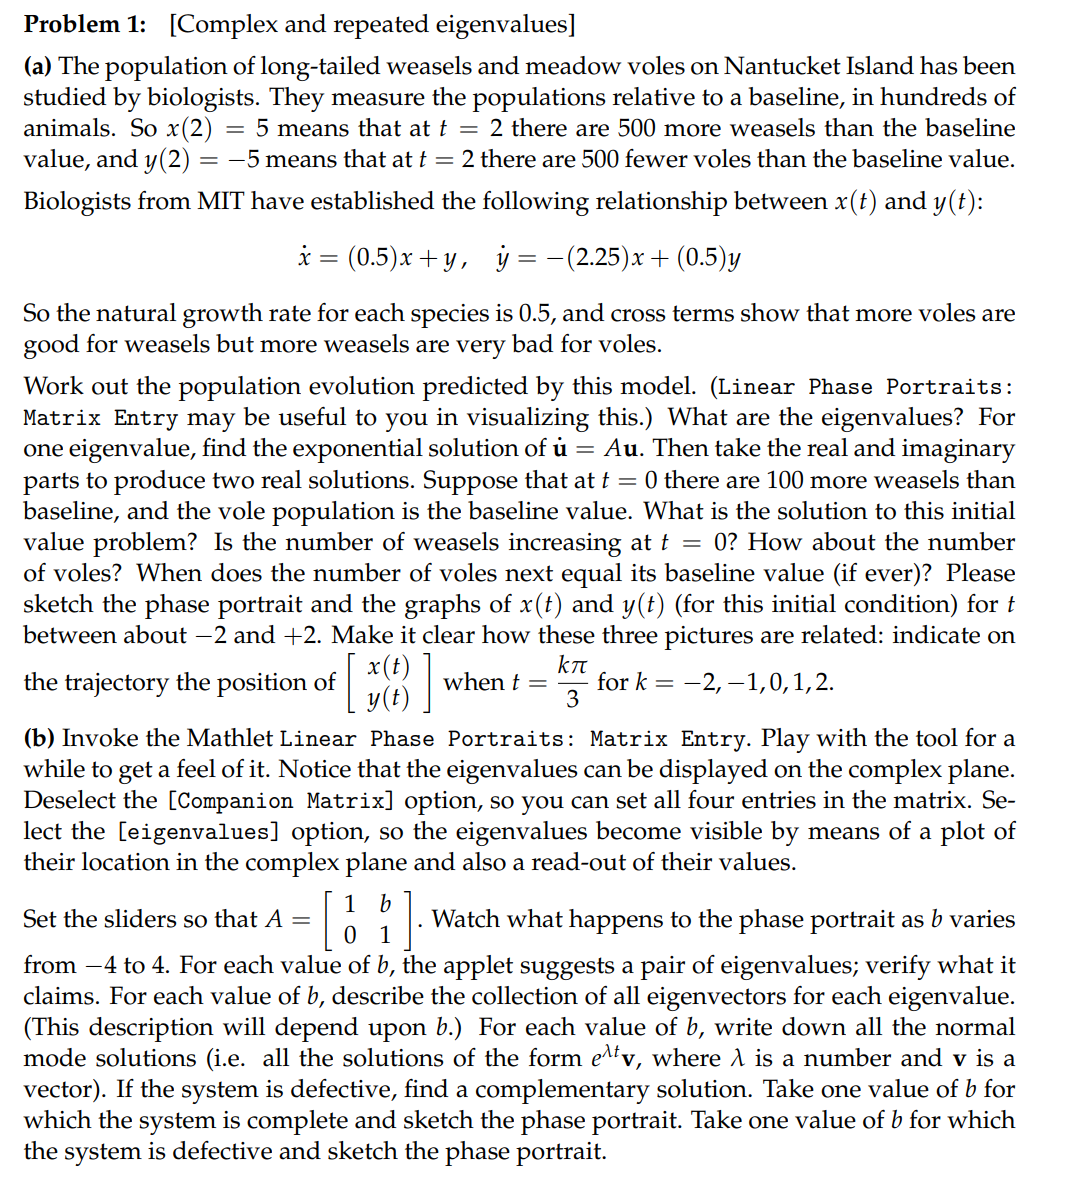 Problem 1: [Complex and repeated eigenvalues]
(a) The population of long-tailed weasels and meadow voles on Nantucket Island has been
studied by biologists. They measure the populations relative to a baseline, in hundreds of
animals. So x(2) = 5 means that at t = 2 there are 500 more weasels than the baseline
value, and y(2) = −5 means that at t = 2 there are 500 fewer voles than the baseline value.
Biologists from MIT have established the following relationship between x(t) and y(t):
ẋ = (0.5)x + y, ẏ = −(2.25)x + (0.5)y
So the natural growth rate for each species is 0.5, and cross terms show that more voles are
good for weasels but more weasels are very bad for voles.
Work out the population evolution predicted by this model. (Linear Phase Portraits:
Matrix Entry may be useful to you in visualizing this.) What are the eigenvalues? For
one eigenvalue, find the exponential solution of u̇ = Au. Then take the real and imaginary
parts to produce two real solutions. Suppose that at t = 0 there are 100 more weasels than
baseline, and the vole population is the baseline value. What is the solution to this initial
value problem? Is the number of weasels increasing at t = 0? How about the number
of voles? When does the number of voles next equal its baseline value (if ever)? Please
sketch the phase portrait and the graphs of x(t) and y(t) (for this initial condition) for t
between about −2 and +2. Make it clear how these three pictures are related: indicate on
the trajectory the position of [ x(t) y(t) ] when t = kπ/3 for k = −2, −1, 0, 1, 2.
(b) Invoke the Mathlet Linear Phase Portraits: Matrix Entry. Play with the tool for a
while to get a feel of it. Notice that the eigenvalues can be displayed on the complex plane.
Deselect the [Companion Matrix] option, so you can set all four entries in the matrix. Se-
lect the [eigenvalues] option, so the eigenvalues become visible by means of a plot of
their location in the complex plane and also a read-out of their values.
Set the sliders so that A = [ 1 b 0 1 ]. Watch what happens to the phase portrait as b varies
from −4 to 4. For each value of b, the applet suggests a pair of eigenvalues; verify what it
claims. For each value of b, describe the collection of all eigenvectors for each eigenvalue.
(This description will depend upon b.) For each value of b, write down all the normal
mode solutions (i.e. all the solutions of the form e^{λt}v, where λ is a number and v is a
vector). If the system is defective, find a complementary solution. Take one value of b for
which the system is complete and sketch the phase portrait. Take one value of b for which
the system is defective and sketch the phase portrait.